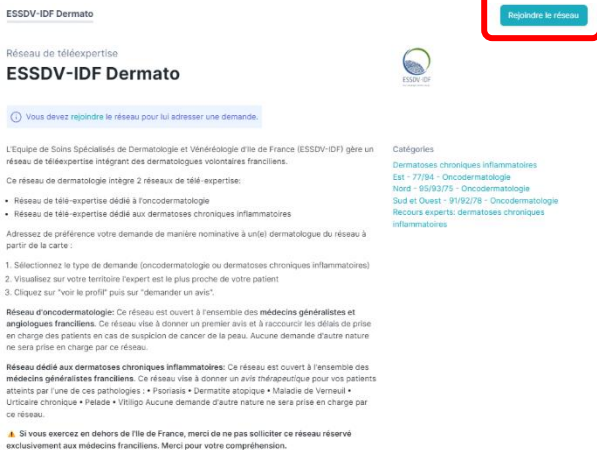 ESSDV-IDF Dermato
Rejoindre le réseau
Réseau de téléexpertise
ESSDV-IDF Dermato
ESSDV-IDF
Vous devez rejoindre le réseau pour lui adresser une demande.
L'Equipe de Soins Spécialisés de Dermatologie et Vénéréologie d'Ile de France (ESSDV-IDF) gère un
réseau de téléexpertise intégrant des dermatologues volontaires franciliens.
Ce réseau de dermatologie intègre 2 réseaux de télé-expertise:
• Réseau de télé-expertise dédié à l'oncodermatologie
• Réseau de télé-expertise dédié aux dermatoses chroniques inflammatoires
Adressez de préférence votre demande de manière nominative à un(e) dermatologue du réseau à
partir de la carte :
1. Sélectionnez le type de demande (oncodermatologie ou dermatoses chroniques inflammatoires)
2. Visualisez sur votre territoire l'expert est le plus proche de votre patient
3. Cliquez sur "voir le profil" puis sur "demander un avis".
Réseau d'oncodermatologie: Ce réseau est ouvert à l'ensemble des médecins généralistes et
angiologues franciliens. Ce réseau vise à donner un premier avis et à raccourcir les délais de prise
en charge des patients en cas de suspicion de cancer de la peau. Aucune demande d'autre nature
ne sera prise en charge par ce réseau.
Réseau dédié aux dermatoses chroniques inflammatoires: Ce réseau est ouvert à l'ensemble des
médecins généralistes franciliens. Ce réseau vise à donner un avis thérapeutique pour vos patients
atteints par l'une de ces pathologies : • Psoriasis • Dermatite atopique • Maladie de Verneuil •
Urticaire chronique • Pelade • Vitiligo Aucune demande d'autre nature ne sera prise en charge par
ce réseau.
⚠ Si vous exercez en dehors de l'Ile de France, merci de ne pas solliciter ce réseau réservé
exclusivement aux médecins franciliens. Merci pour votre compréhension.
Catégories
Dermatoses chroniques inflammatoires
Est - 77/94 - Oncodermatologie
Nord - 95/93/75 - Oncodermatologie
Sud et Ouest - 91/92/78 - Oncodermatologie
Recours experts: dermatoses chroniques
inflammatoires